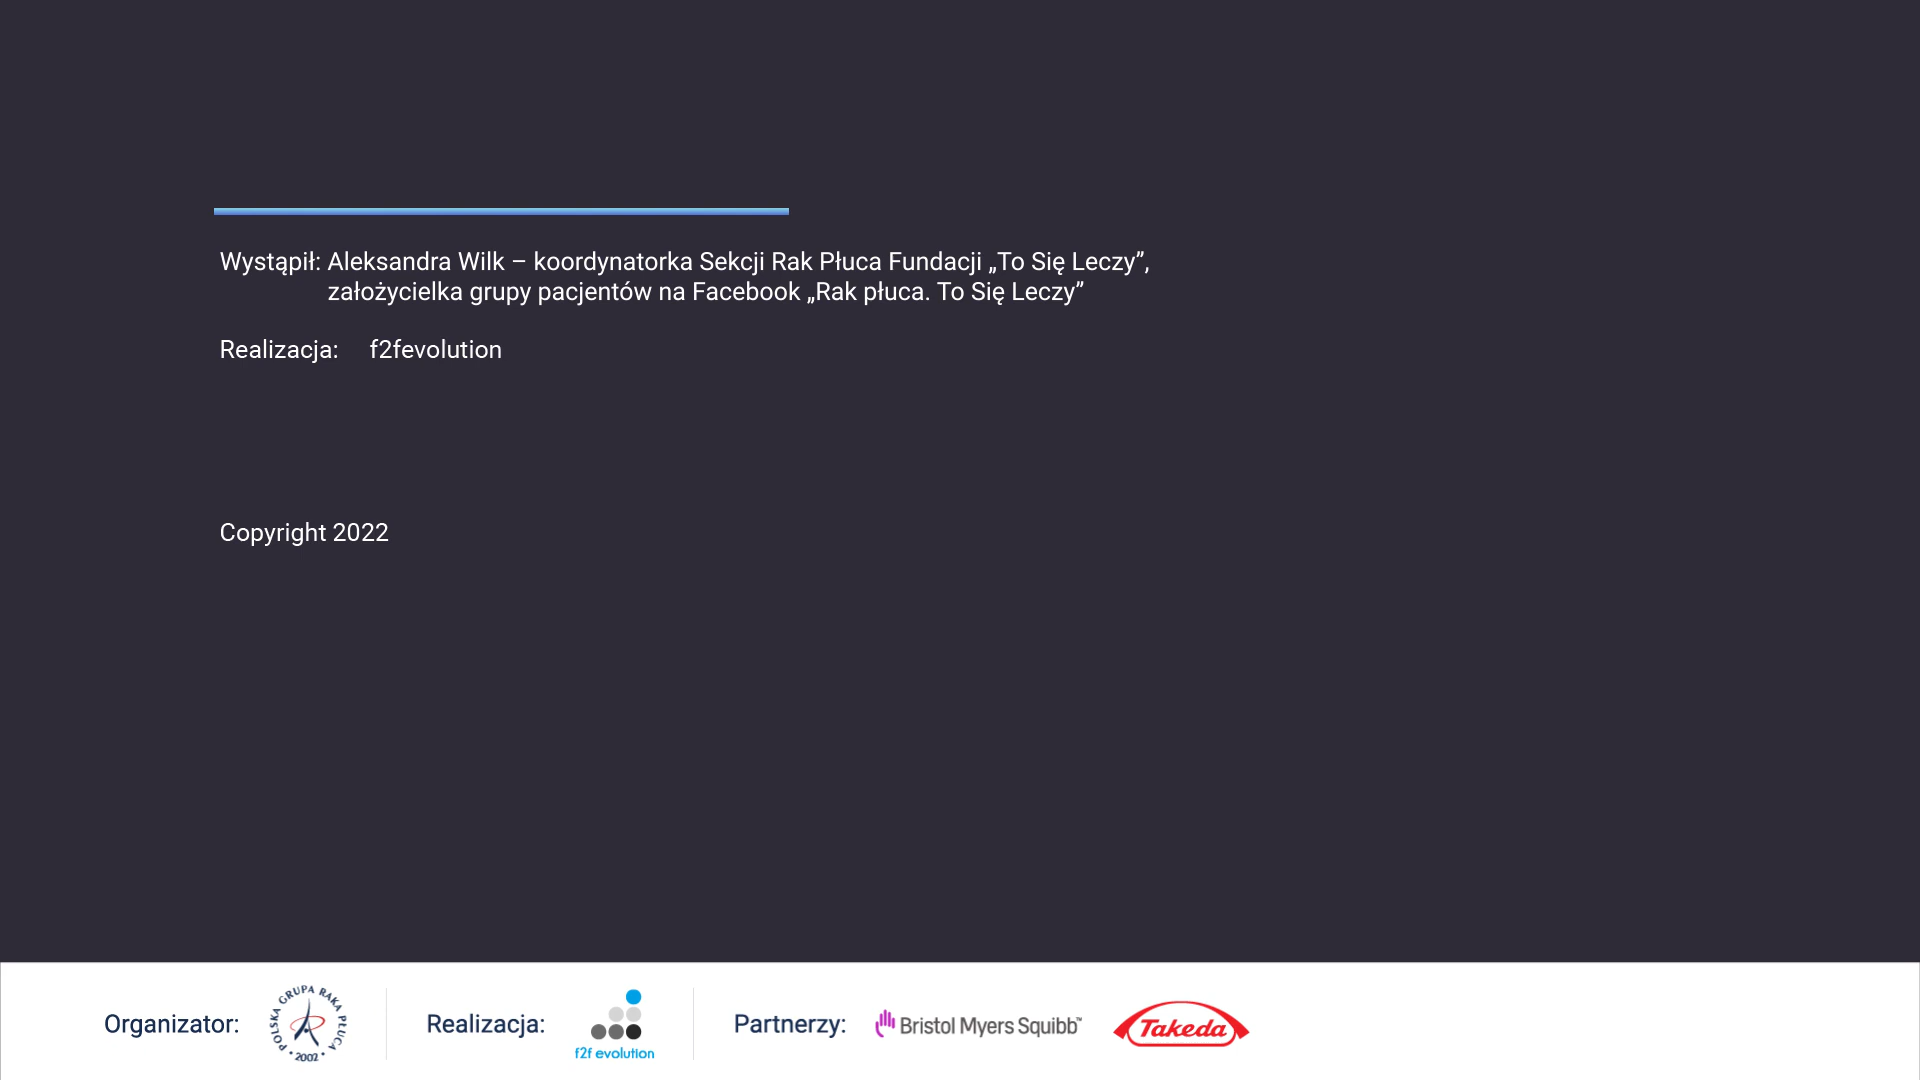 Wystąpił: Aleksandra Wilk – koordynatorka Sekcji Rak Płuca Fundacji „To Się Leczy”,
założycielka grupy pacjentów na Facebook „Rak płuca. To Się Leczy”
Realizacja: f2fevolution
Copyright 2022
Organizator:
POLSKA GRUPA RAKA PŁUCA
• 2002 •
Realizacja:
f2f evolution
Partnerzy:
Bristol Myers Squibb™
Takeda